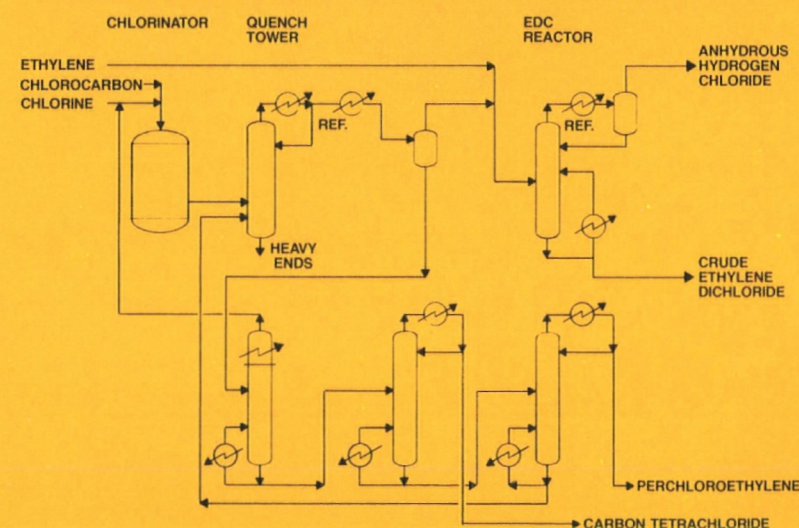 CHLORINATOR
QUENCH
TOWER
EDC
REACTOR
ETHYLENE
CHLOROCARBON
CHLORINE
REF.
REF.
ANHYDROUS
HYDROGEN
CHLORIDE
HEAVY
ENDS
CRUDE
ETHYLENE
DICHLORIDE
PERCHLOROETHYLENE
CARBON TETRACHLORIDE